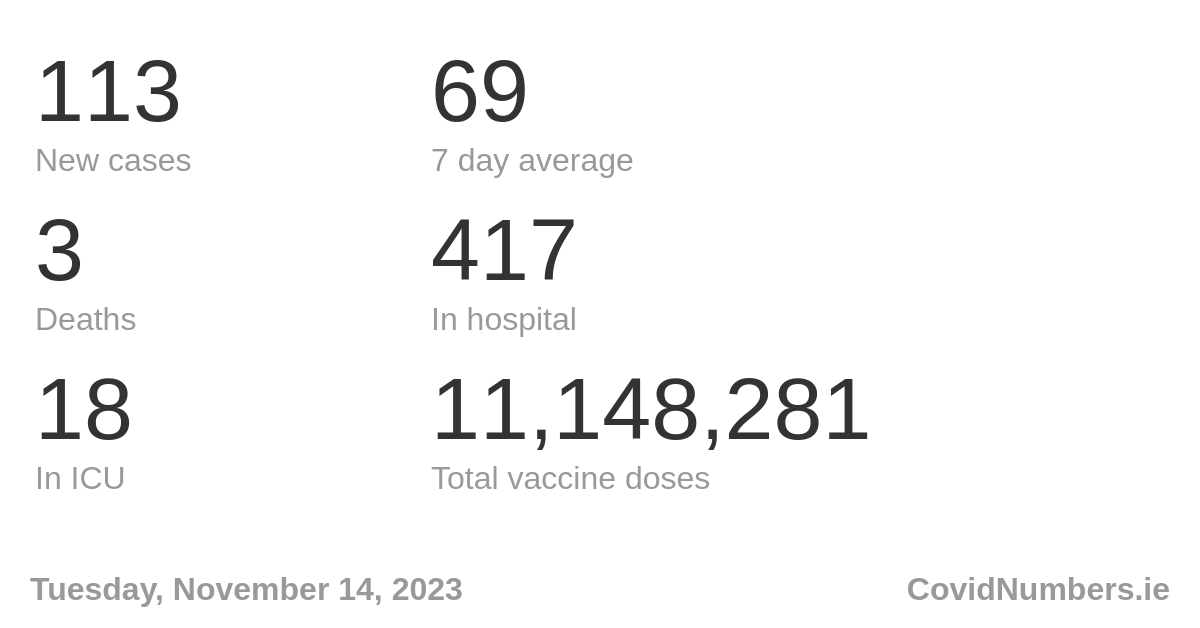 113
New cases
69
7 day average
3
Deaths
417
In hospital
18
In ICU
11,148,281
Total vaccine doses
Tuesday, November 14, 2023
CovidNumbers.ie